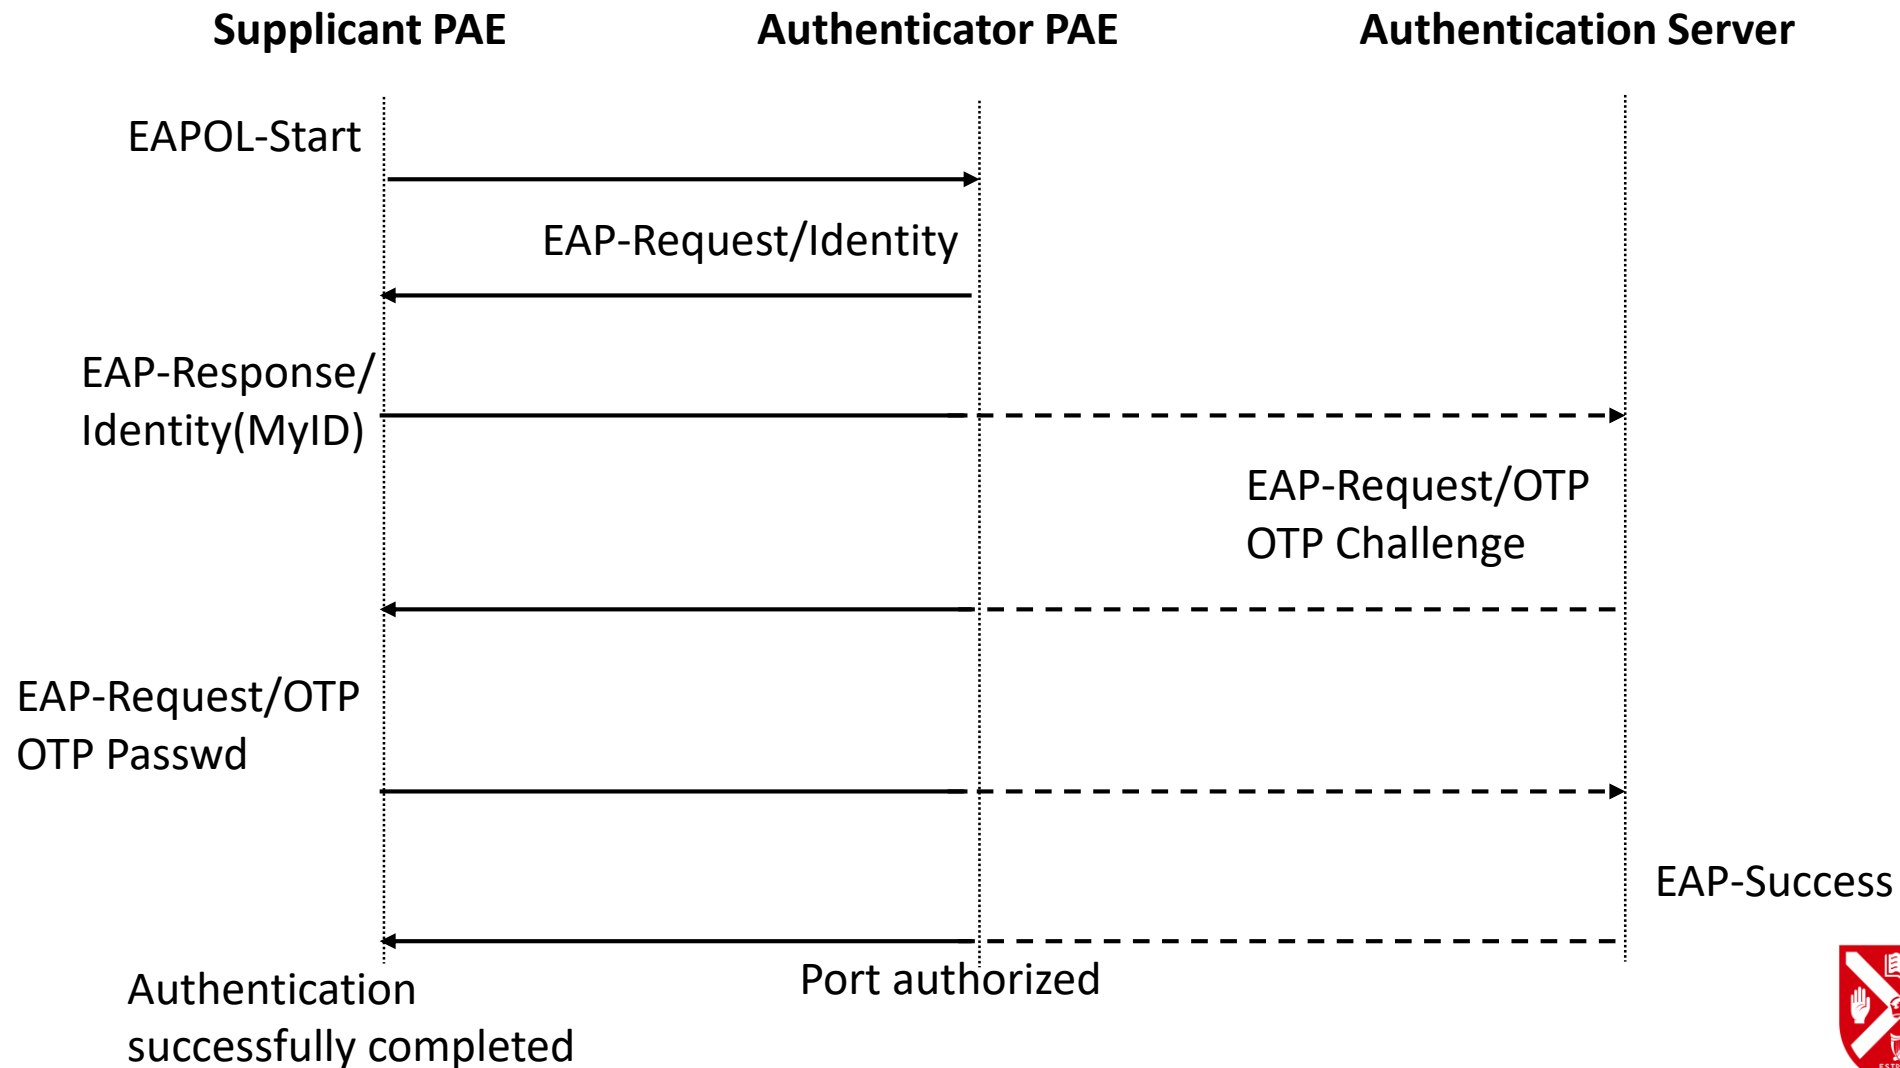 Supplicant PAE
Authenticator PAE
Authentication Server
EAPOL-Start
EAP-Request/Identity
EAP-Response/
Identity(MyID)
EAP-Request/OTP
OTP Challenge
EAP-Request/OTP
OTP Passwd
EAP-Success
Port authorized
Authentication
successfully completed